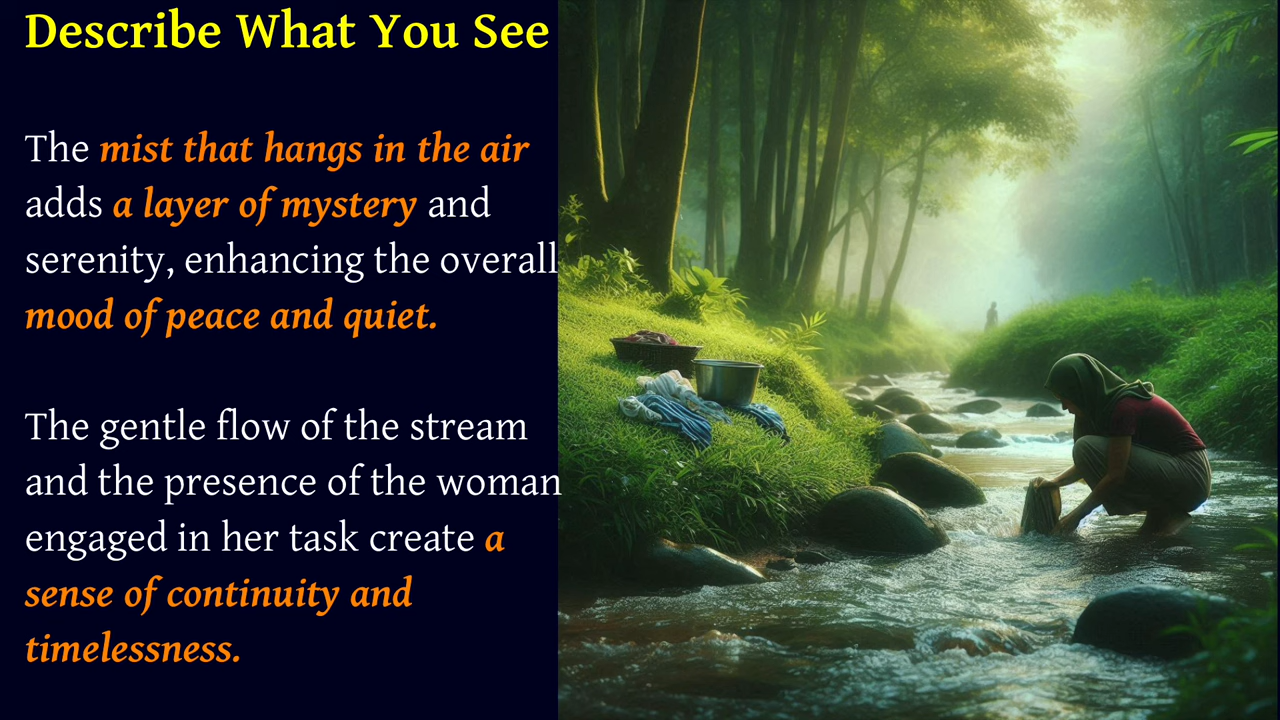 Describe What You See
The mist that hangs in the air
adds a layer of mystery and
serenity, enhancing the overall
mood of peace and quiet.
The gentle flow of the stream
and the presence of the woman
engaged in her task create a
sense of continuity and
timelessness.